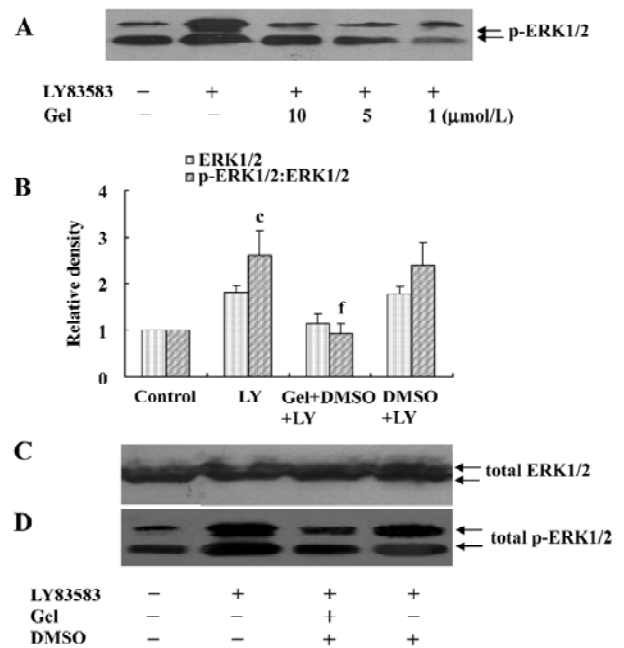 A
p-ERK1/2
LY83583 − + + + +
Gel − − 10 5 1 (μmol/L)
B
ERK1/2
p-ERK1/2:ERK1/2
Relative density
4
3
2
1
0
c
f
Control LY Gel+DMSO DMSO
+LY +LY
C
total ERK1/2
D
total p-ERK1/2
LY83583 − + + +
Gel − − + −
DMSO − − + +